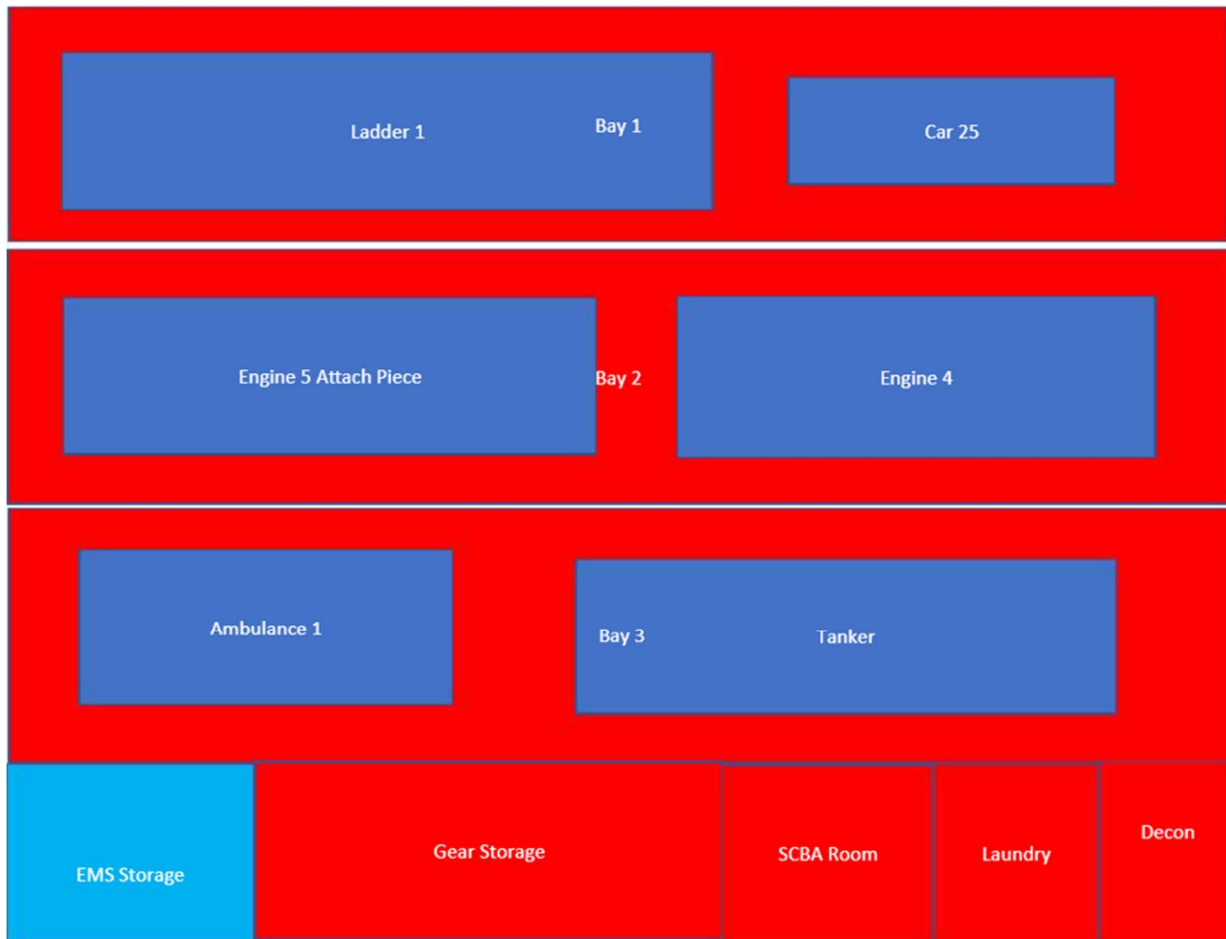 Ladder 1
Bay 1
Car 25
Engine 5 Attach Piece
Bay 2
Engine 4
Ambulance 1
Bay 3
Tanker
EMS Storage
Gear Storage
SCBA Room
Laundry
Decon